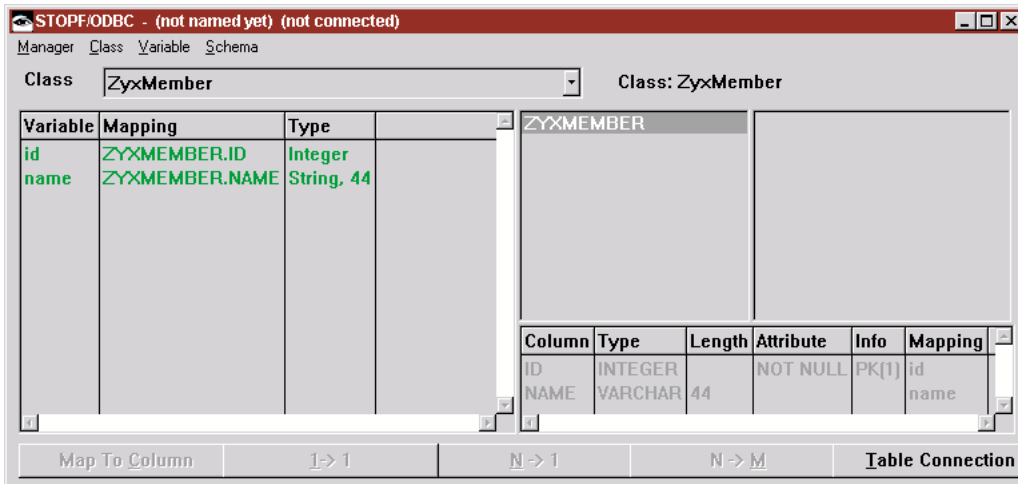 STOPF/ODBC - (not named yet) (not connected)
Manager Class Variable Schema
Class ZyxMember Class: ZyxMember
Variable Mapping Type
id ZYXMEMBER.ID Integer
name ZYXMEMBER.NAME String, 44
ZYXMEMBER
Column Type Length Attribute Info Mapping
ID INTEGER NOT NULL PK(1) id
NAME VARCHAR 44 name
Map To Column 1-> 1 N -> 1 N -> M Table Connection